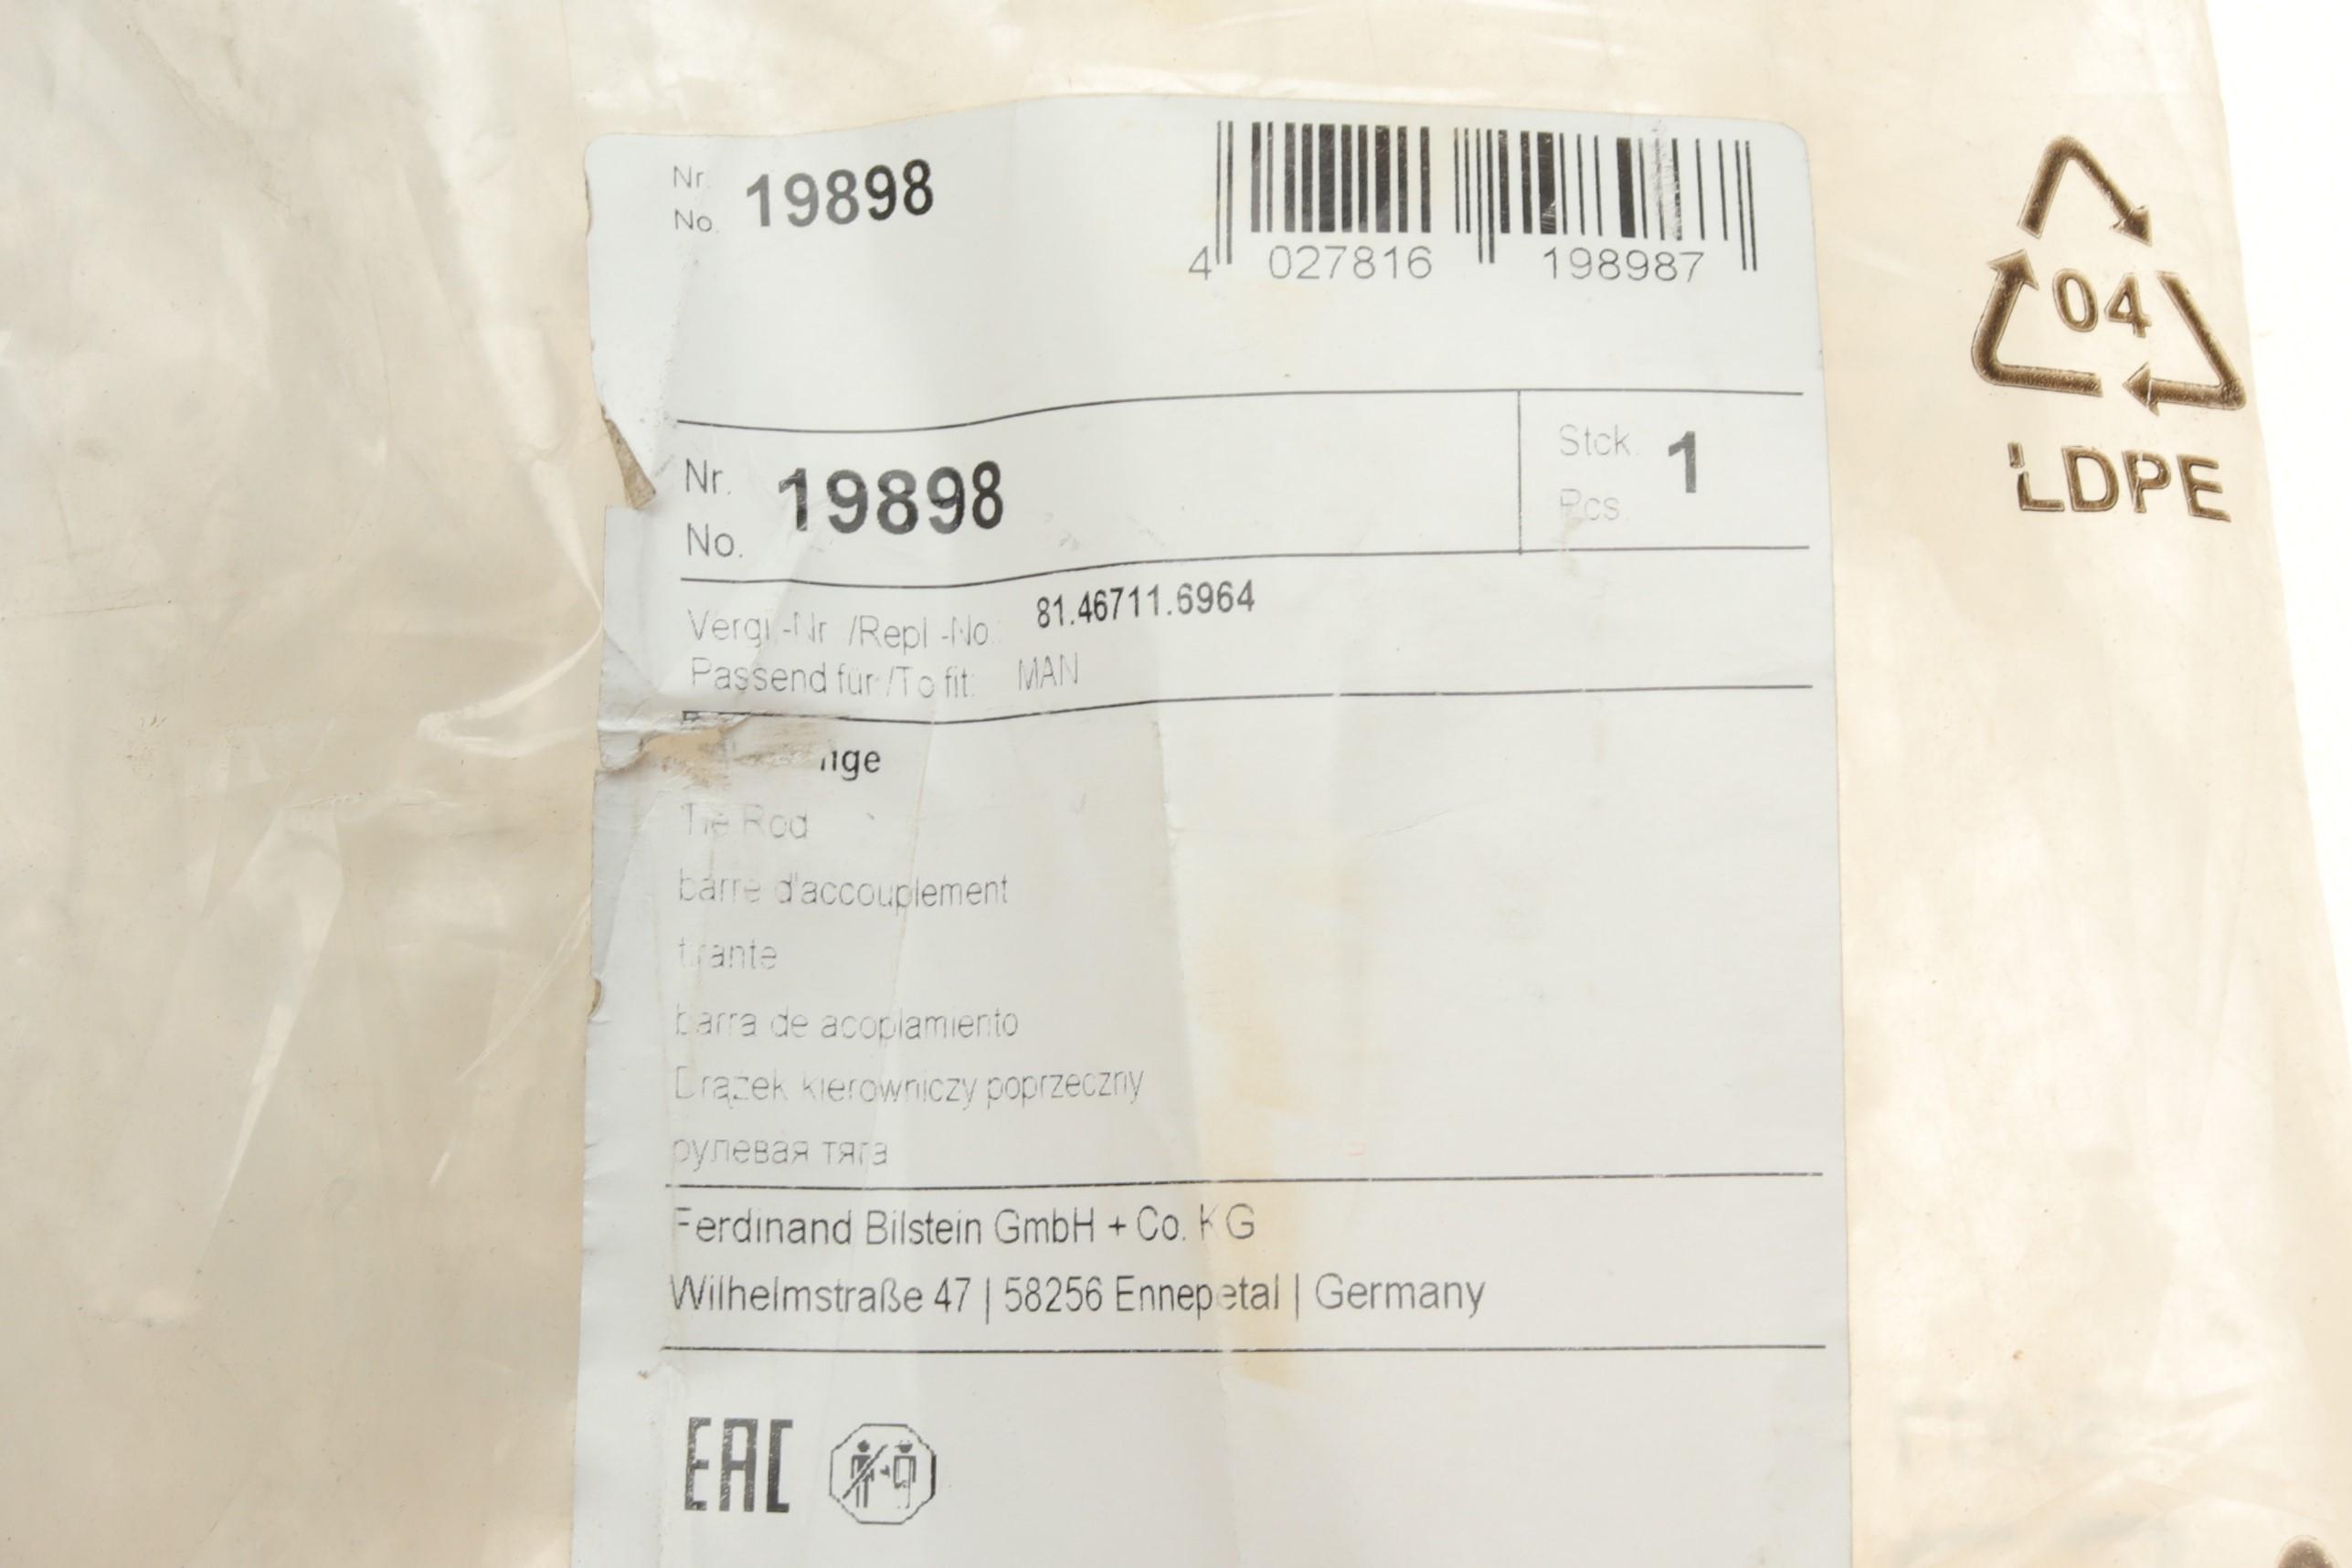 Nr.
No. 19898
4 027816 198987
04
LDPE
Nr.
No. 19898
Stck. 1
Pcs.
Vergl.-Nr./Repl.-No.: 81.46711.6964
Passend für/To fit: MAN
Tie Rod
barre d'accouplement
tirante
barra de acoplamiento
Drążek kierowniczy poprzeczny
рулевая тяга
Ferdinand Bilstein GmbH + Co. KG
Wilhelmstraße 47 | 58256 Ennepetal | Germany
EAC